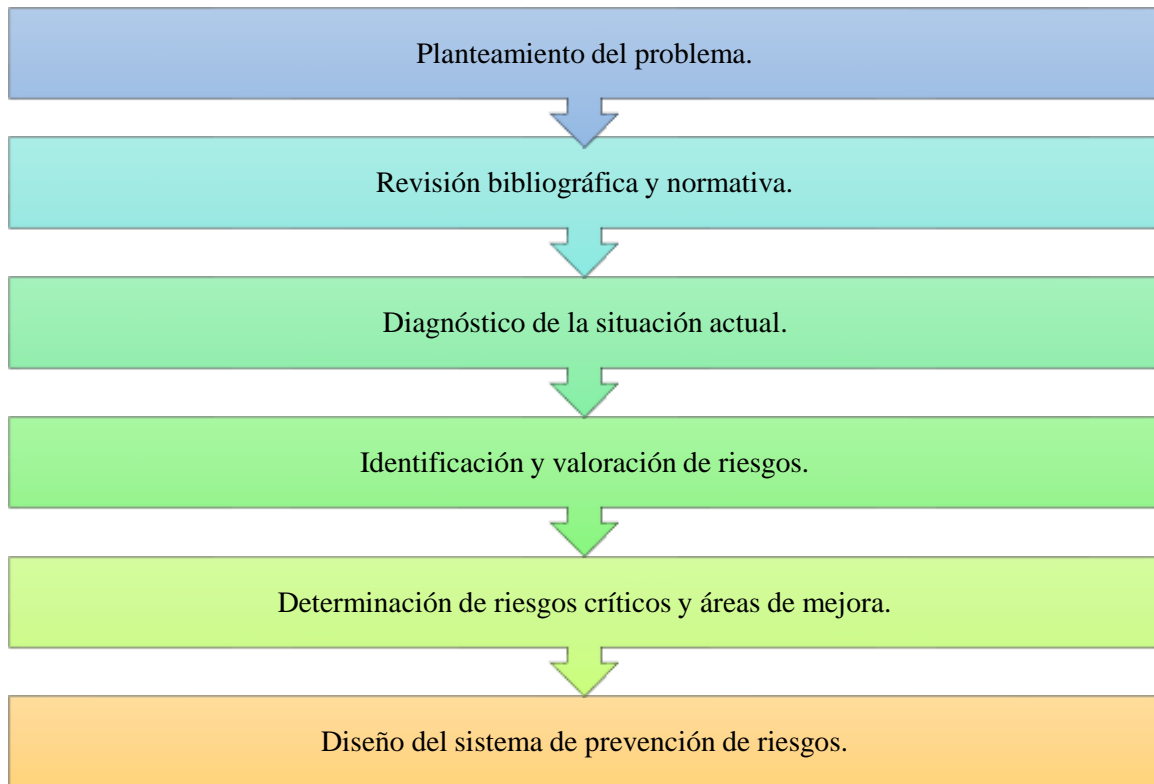 Planteamiento del problema.
Revisión bibliográfica y normativa.
Diagnóstico de la situación actual.
Identificación y valoración de riesgos.
Determinación de riesgos críticos y áreas de mejora.
Diseño del sistema de prevención de riesgos.